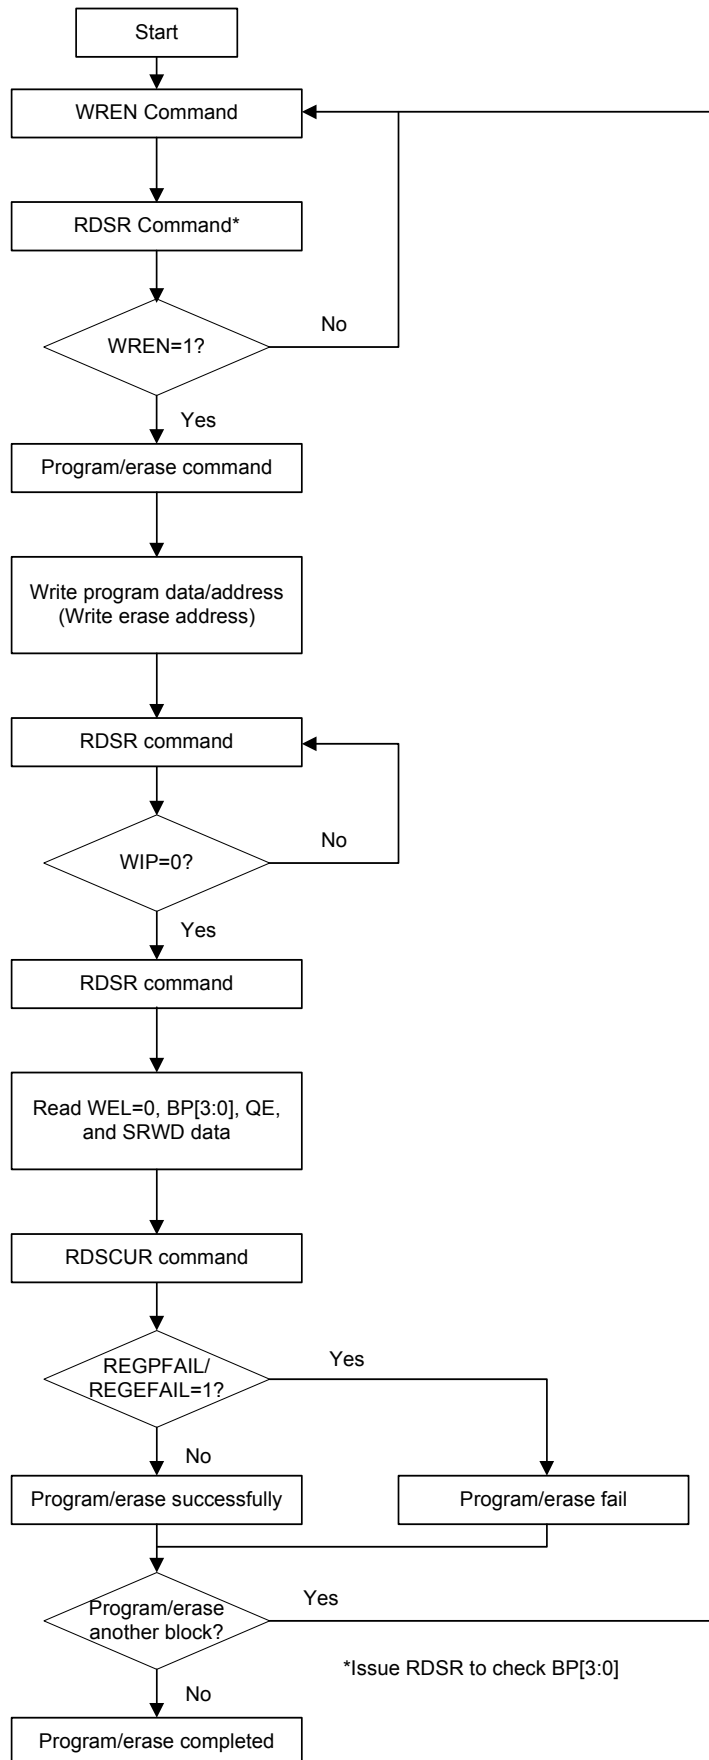 Start
WREN Command
RDSR Command*
WREN=1?
No
Yes
Program/erase command
Write program data/address
(Write erase address)
RDSR command
WIP=0?
No
Yes
RDSR command
Read WEL=0, BP[3:0], QE,
and SRWD data
RDSCUR command
REGPFAIL/
REGEFAIL=1?
Yes
No
Program/erase successfully
Program/erase fail
Program/erase
another block?
Yes
*Issue RDSR to check BP[3:0]
No
Program/erase completed